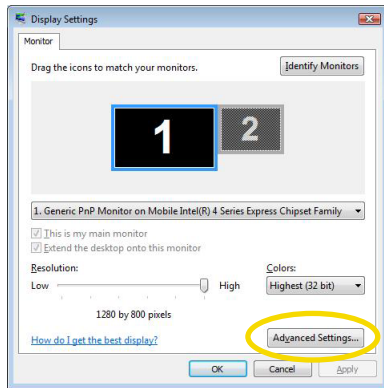 Display Settings
Monitor
Drag the icons to match your monitors.
Identify Monitors
1
2
1. Generic PnP Monitor on Mobile Intel(R) 4 Series Express Chipset Family
This is my main monitor
Extend the desktop onto this monitor
Resolution:
Colors:
Low
High
Highest (32 bit)
1280 by 800 pixels
How do I get the best display?
Advanced Settings...
OK
Cancel
Apply